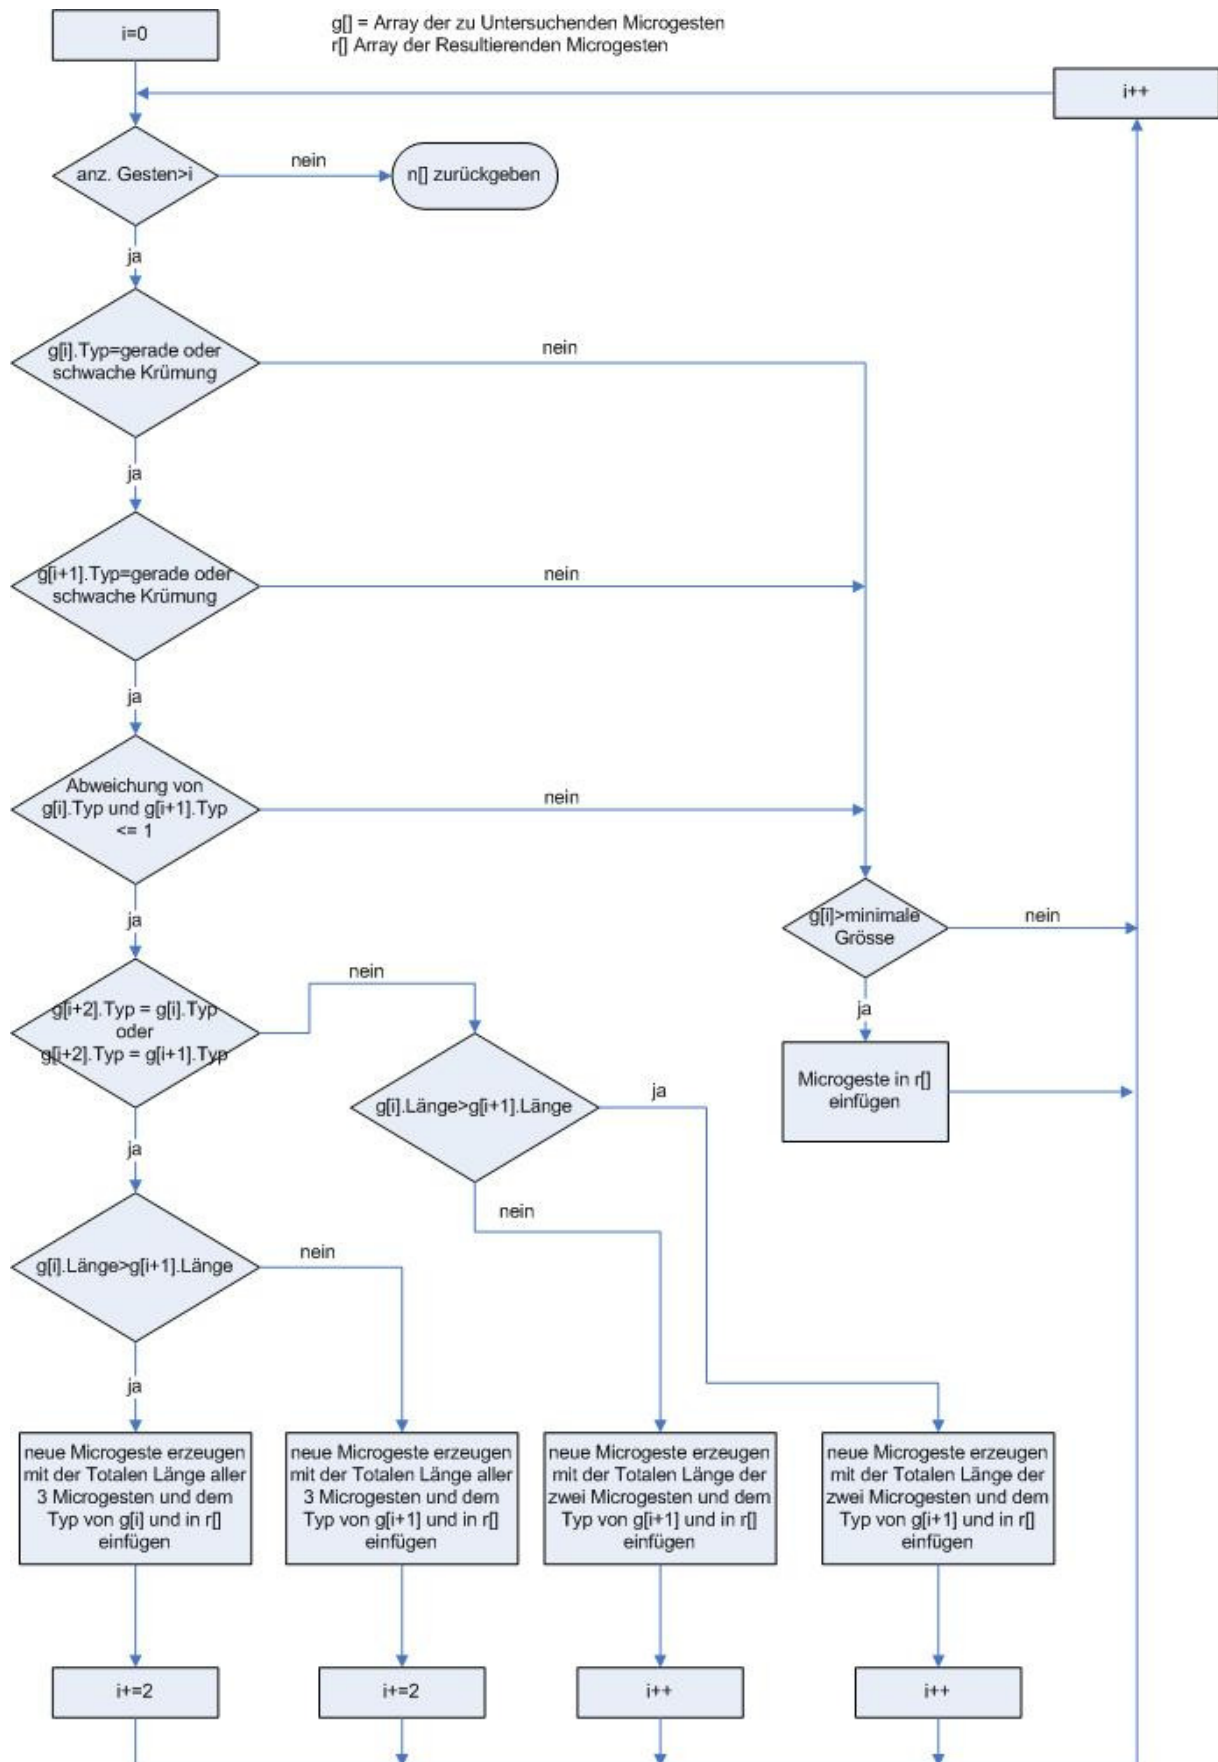 i=0
g[] = Array der zu Untersuchenden Microgesten
r[] Array der Resultierenden Microgesten
i++
anz. Gesten>i
nein
n[] zurückgeben
ja
g[i].Typ=gerade oder
schwache Krümung
nein
ja
g[i+1].Typ=gerade oder
schwache Krümung
nein
ja
Abweichung von
g[i].Typ und g[i+1].Typ
<= 1
nein
ja
g[i]>minimale
Grösse
nein
ja
Microgeste in r[]
einfügen
g[i+2].Typ = g[i].Typ
oder
g[i+2].Typ = g[i+1].Typ
nein
ja
g[i].Länge>g[i+1].Länge
ja
nein
g[i].Länge>g[i+1].Länge
nein
ja
neue Microgeste erzeugen
mit der Totalen Länge aller
3 Microgesten und dem
Typ von g[i] und in r[]
einfügen
neue Microgeste erzeugen
mit der Totalen Länge aller
3 Microgesten und dem
Typ von g[i+1] und in r[]
einfügen
neue Microgeste erzeugen
mit der Totalen Länge der
zwei Microgesten und dem
Typ von g[i+1] und in r[]
einfügen
neue Microgeste erzeugen
mit der Totalen Länge der
zwei Microgesten und dem
Typ von g[i+1] und in r[]
einfügen
i+=2
i+=2
i++
i++